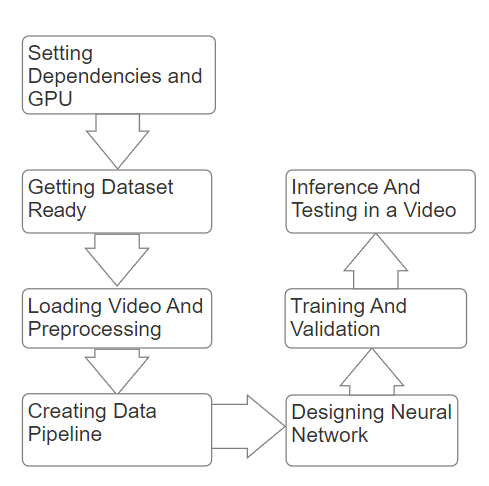 Setting
Dependencies and
GPU
Getting Dataset
Ready
Loading Video And
Preprocessing
Creating Data
Pipeline
Designing Neural
Network
Training And
Validation
Inference And
Testing in a Video